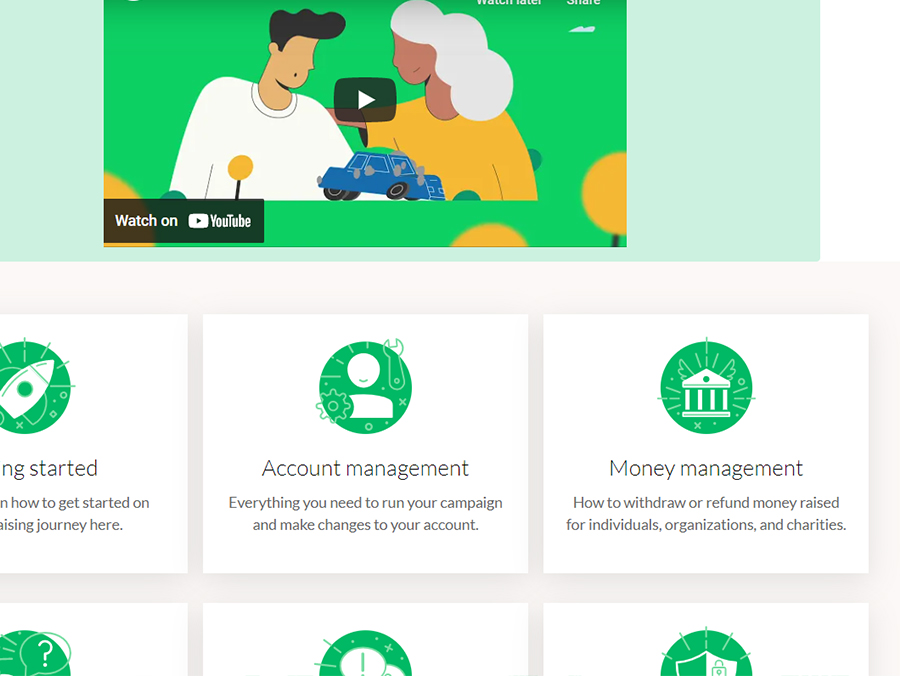 Watch later
Share
Watch on YouTube
ng started
n how to get started on
aising journey here.
Account management
Everything you need to run your campaign
and make changes to your account.
Money management
How to withdraw or refund money raised
for individuals, organizations, and charities.